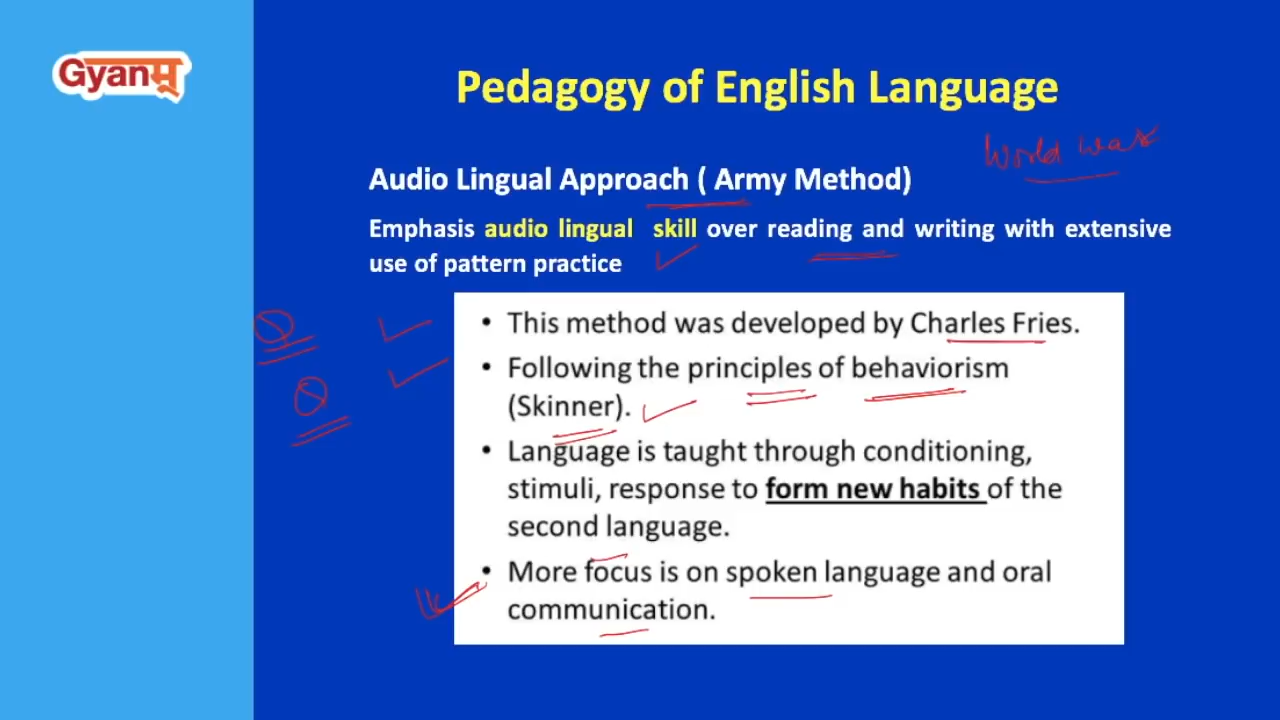 Gyanमू
Pedagogy of English Language
World war
Audio Lingual Approach ( Army Method)
Emphasis audio lingual skill over reading and writing with extensive
use of pattern practice
• This method was developed by Charles Fries.
• Following the principles of behaviorism
(Skinner).
• Language is taught through conditioning,
stimuli, response to form new habits of the
second language.
• More focus is on spoken language and oral
communication.